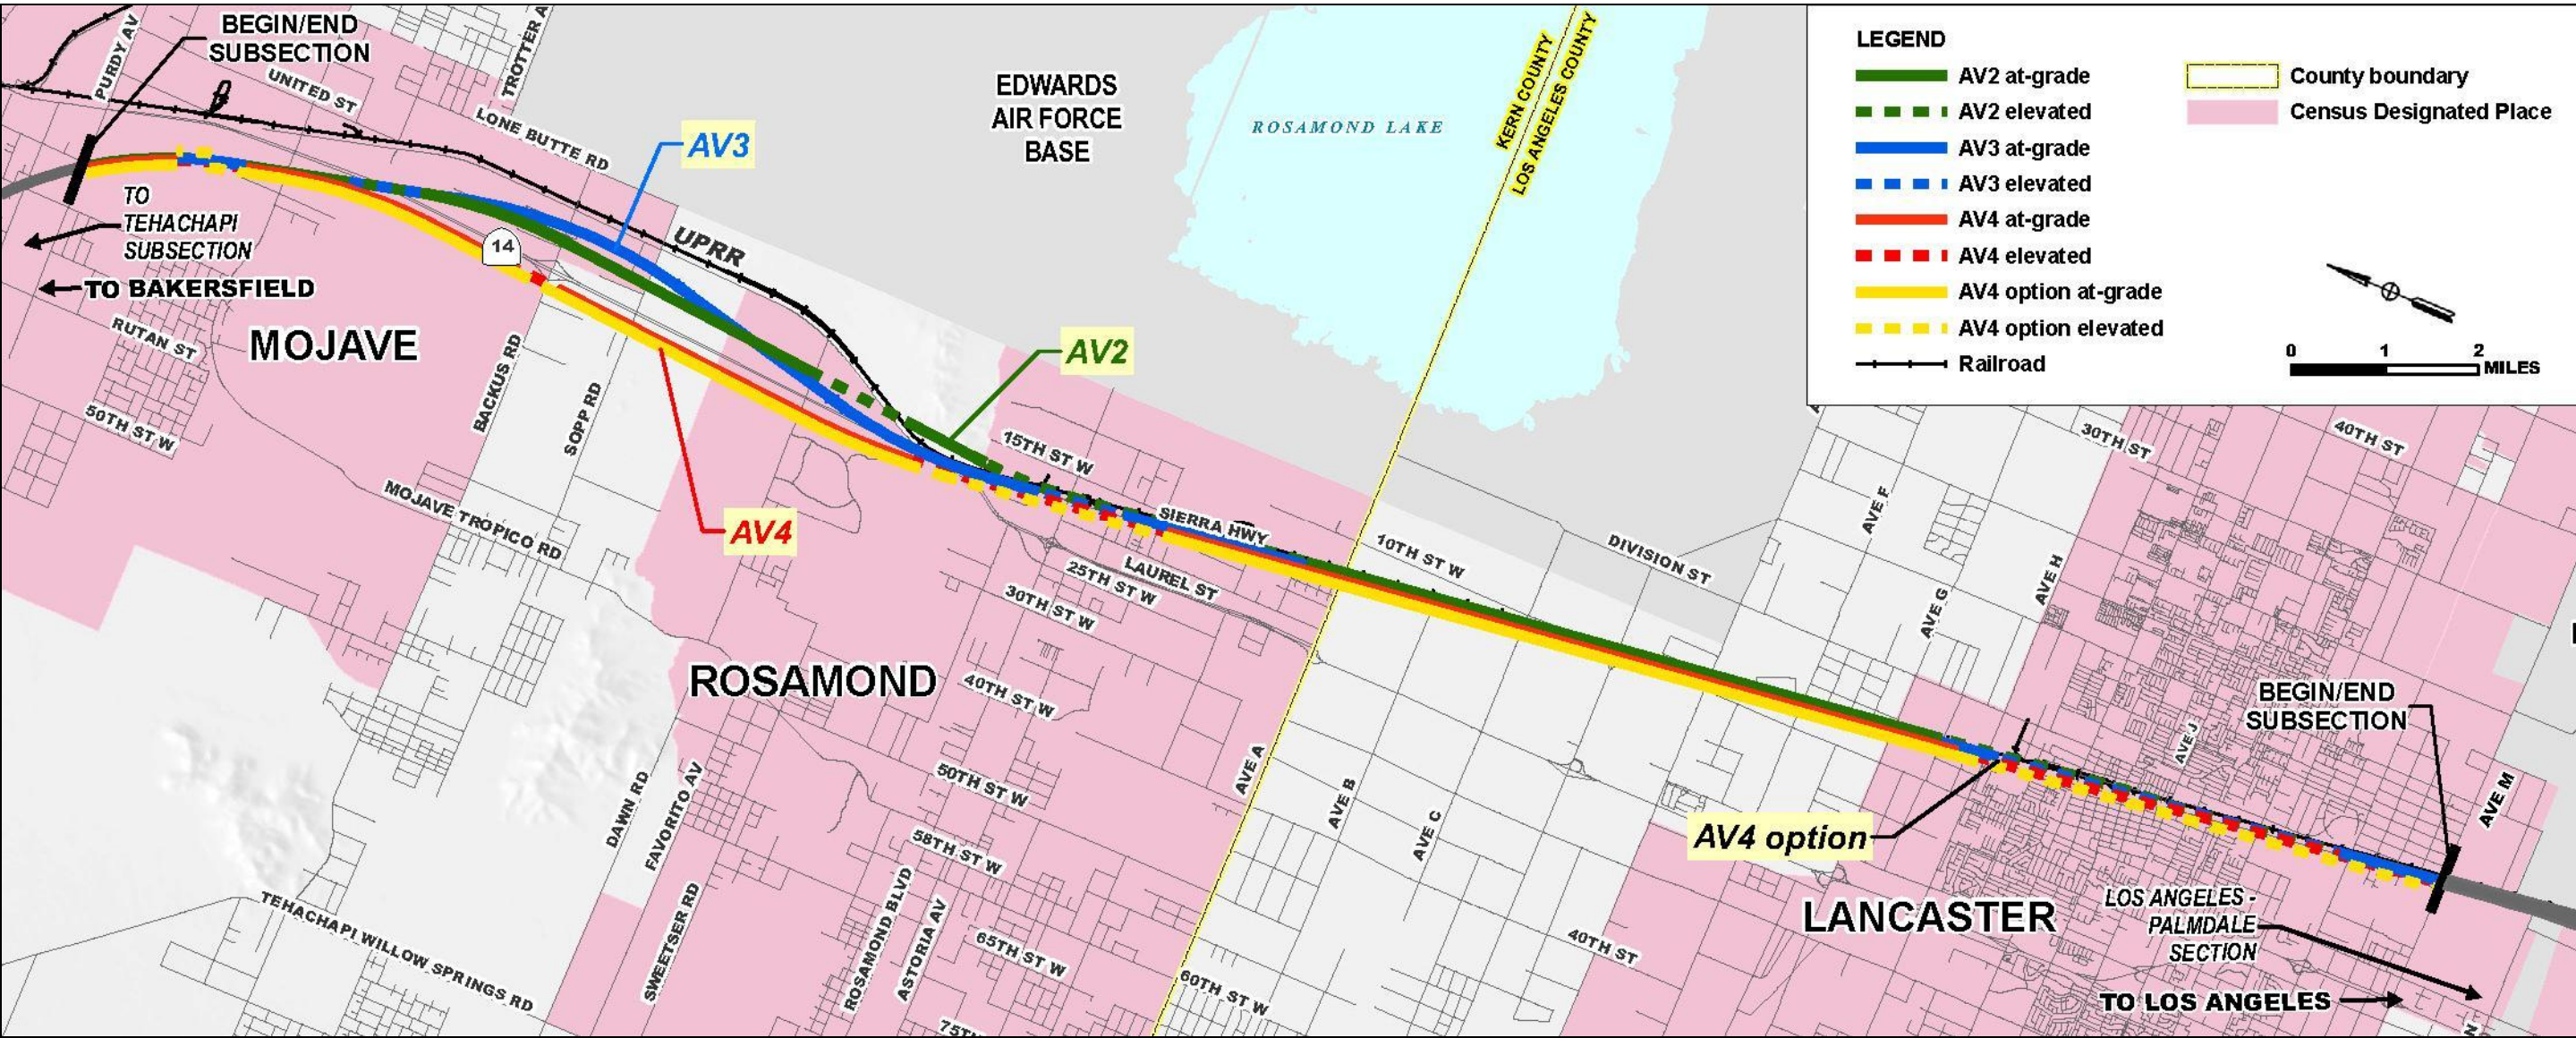 BEGIN/END
SUBSECTION
PURDY AV
UNITED ST
TROTTER A
LONE BUTTE RD
TO
TEHACHAPI
SUBSECTION
TO BAKERSFIELD
MOJAVE
RUTAN ST
50TH ST W
14
AV3
UPRR
BACKUS RD
SOPP RD
MOJAVE TROPICO RD
AV4
AV2
EDWARDS
AIR FORCE
BASE
ROSAMOND LAKE
KERN COUNTY
LOS ANGELES COUNTY
15TH ST W
SIERRA HWY
LAUREL ST
25TH ST W
30TH ST W
ROSAMOND
40TH ST W
50TH ST W
58TH ST W
65TH ST W
60TH ST W
75TH
DAWN RD
FAVORITO AV
SWEETSER RD
ROSAMOND BLVD
ASTORIA AV
TEHACHAPI WILLOW SPRINGS RD
AVE A
AVE B
AVE C
10TH ST W
DIVISION ST
AVE F
AVE G
AVE H
30TH ST
40TH ST
AVE J
AVE M
BEGIN/END
SUBSECTION
AV4 option
LANCASTER
40TH ST
LOS ANGELES -
PALMDALE
SECTION
TO LOS ANGELES
N
LEGEND
AV2 at-grade
AV2 elevated
AV3 at-grade
AV3 elevated
AV4 at-grade
AV4 elevated
AV4 option at-grade
AV4 option elevated
Railroad
County boundary
Census Designated Place
0 1 2
MILES